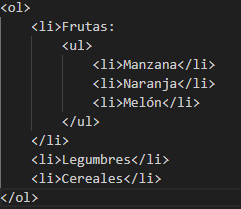 <ol>
<li>Frutas:
<ul>
<li>Manzana</li>
<li>Naranja</li>
<li>Melón</li>
</ul>
</li>
<li>Legumbres</li>
<li>Cereales</li>
</ol>